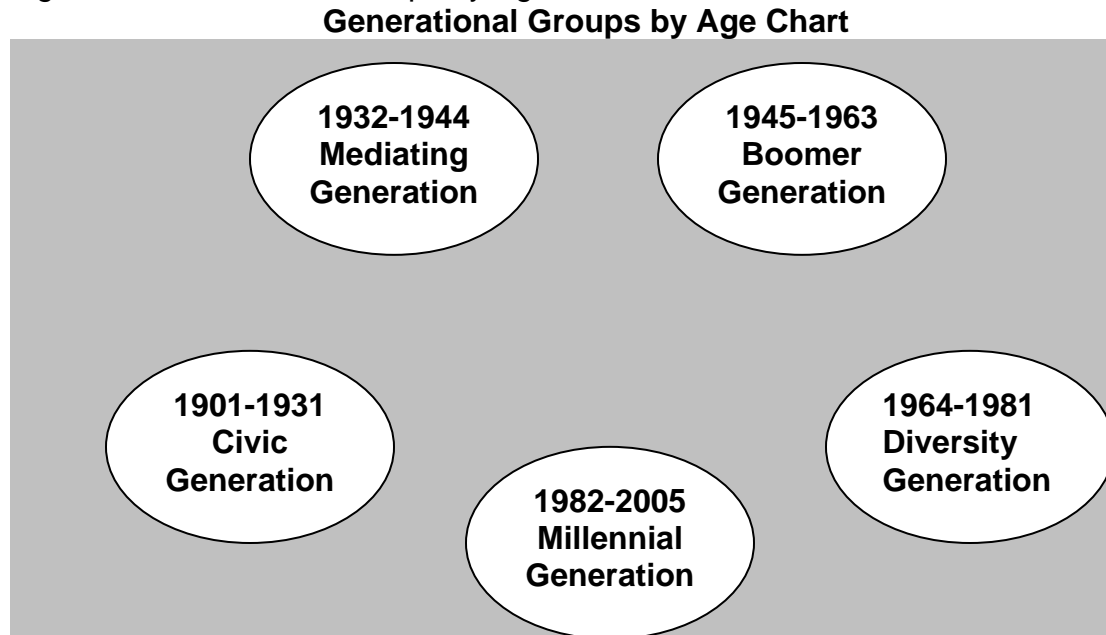 Generational Groups by Age Chart
1932-1944
Mediating
Generation
1945-1963
Boomer
Generation
1901-1931
Civic
Generation
1964-1981
Diversity
Generation
1982-2005
Millennial
Generation